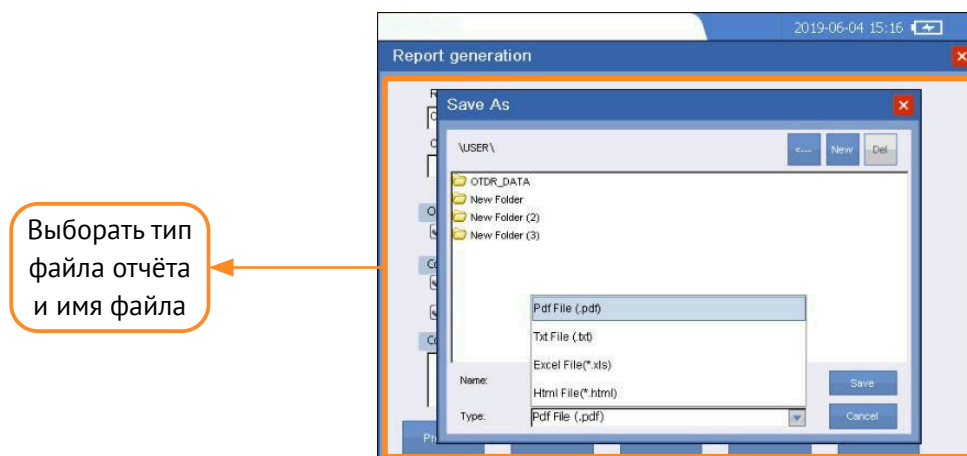 2019-06-04 15:16
Report generation
Save As
\USER\
<---
New
Del
OTDR_DATA
New Folder
New Folder (2)
New Folder (3)
Выборать тип
файла отчёта
и имя файла
Pdf File (.pdf)
Txt File (.txt)
Excel File(*.xls)
Html File(*.html)
Name:
Save
Type:
Pdf File (.pdf)
Cancel